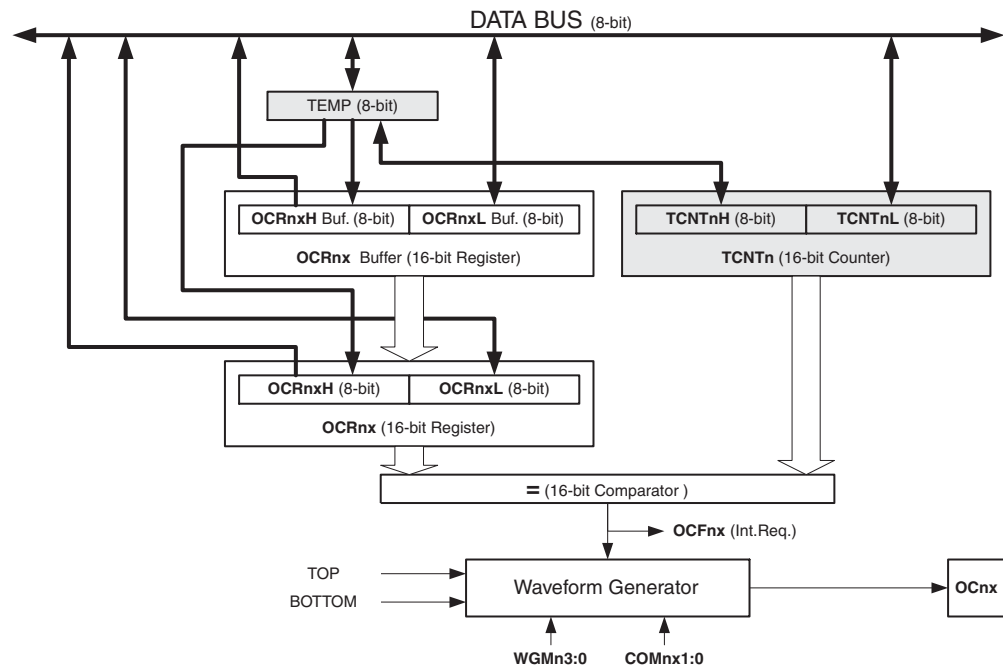 DATA BUS (8-bit)
TEMP (8-bit)
OCRnxH Buf. (8-bit)
OCRnxL Buf. (8-bit)
OCRnx Buffer (16-bit Register)
TCNTnH (8-bit)
TCNTnL (8-bit)
TCNTn (16-bit Counter)
OCRnxH (8-bit)
OCRnxL (8-bit)
OCRnx (16-bit Register)
= (16-bit Comparator )
OCFnx (Int.Req.)
TOP
BOTTOM
Waveform Generator
OCnx
WGMn3:0
COMnx1:0